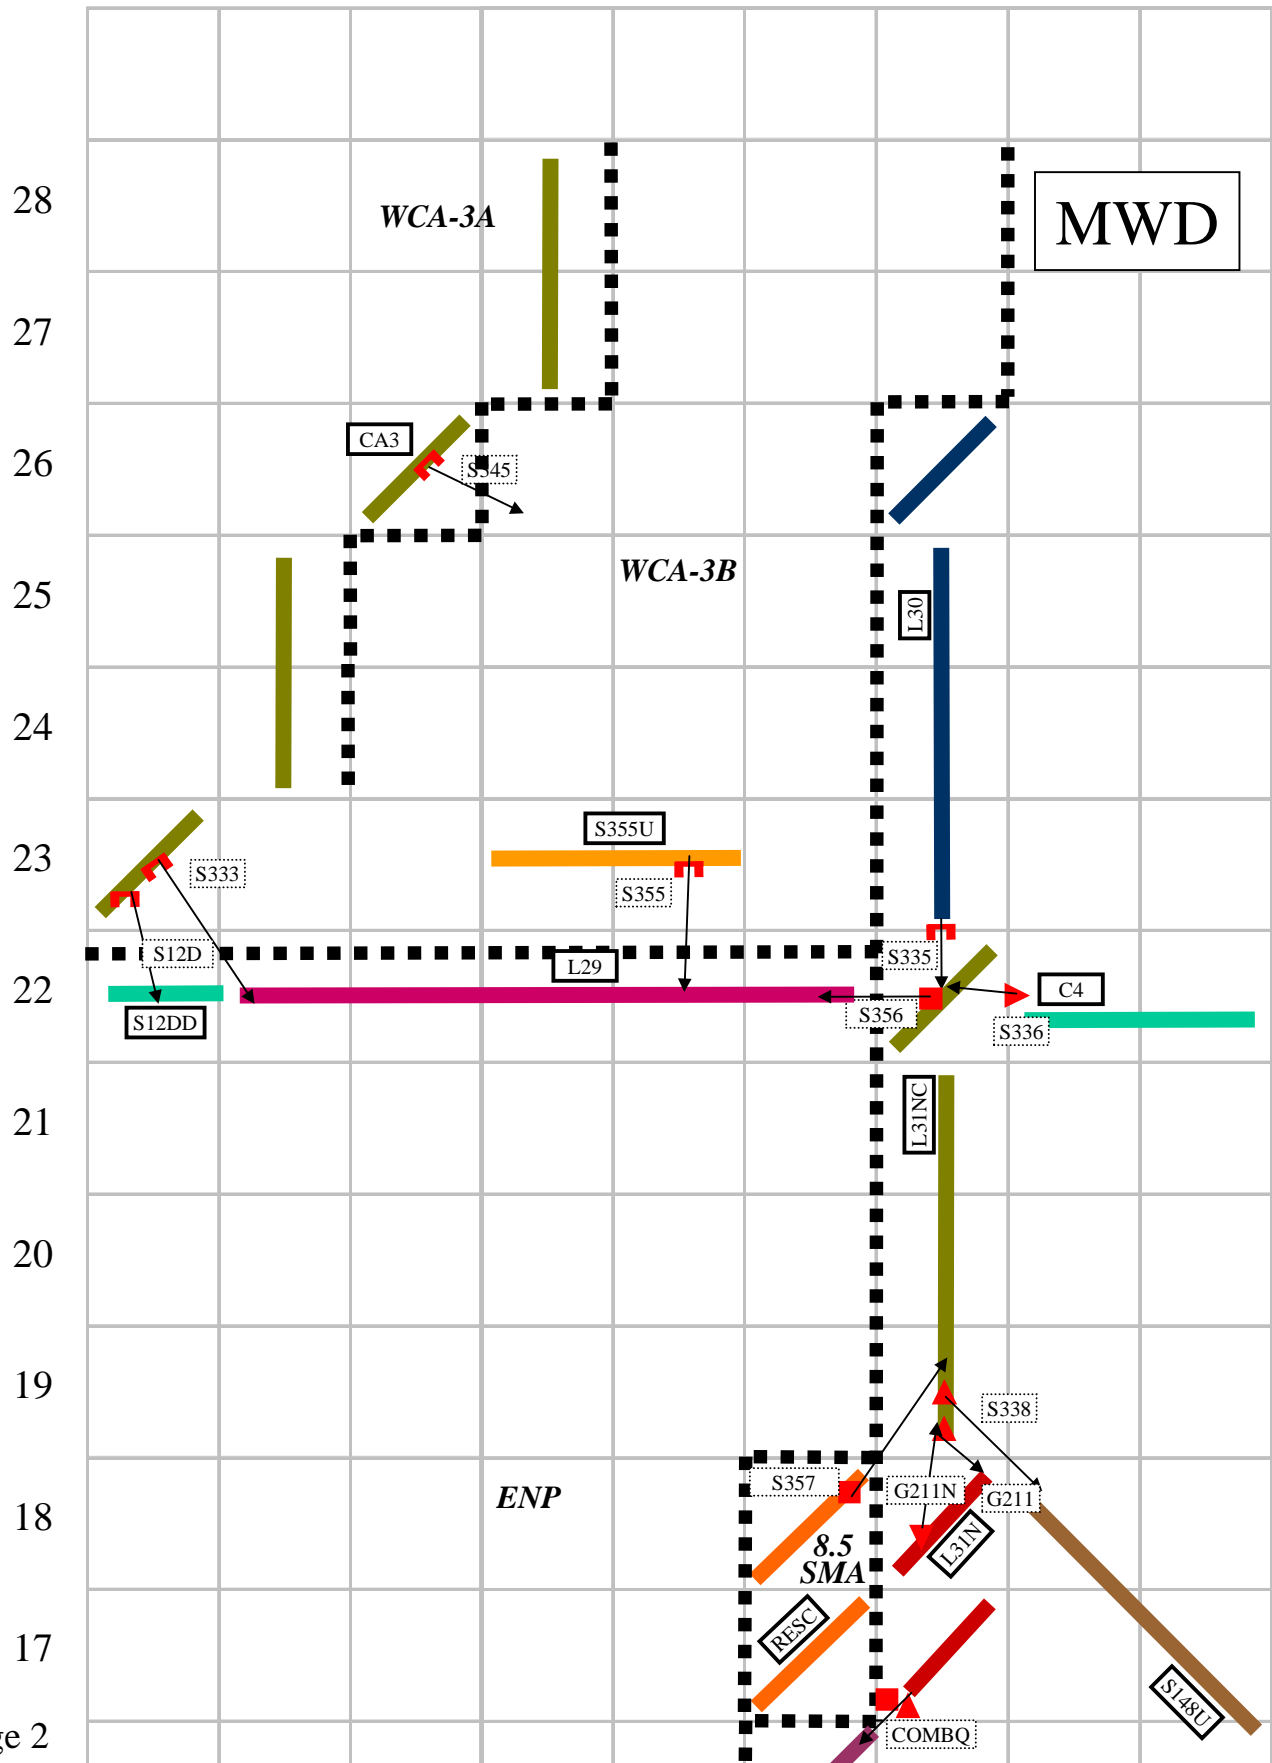 28
WCA-3A
MWD
27
CA3
26
S345
WCA-3B
25
L30
24
S355U
23
S333
S355
S12D
L29
S335
22
C4
S12DD
S356
S336
L31NC
21
20
19
S338
S357
ENP
G211N
G211
18
8.5
SMA
L31N
RESC
17
S148U
ge 2
COMBQ